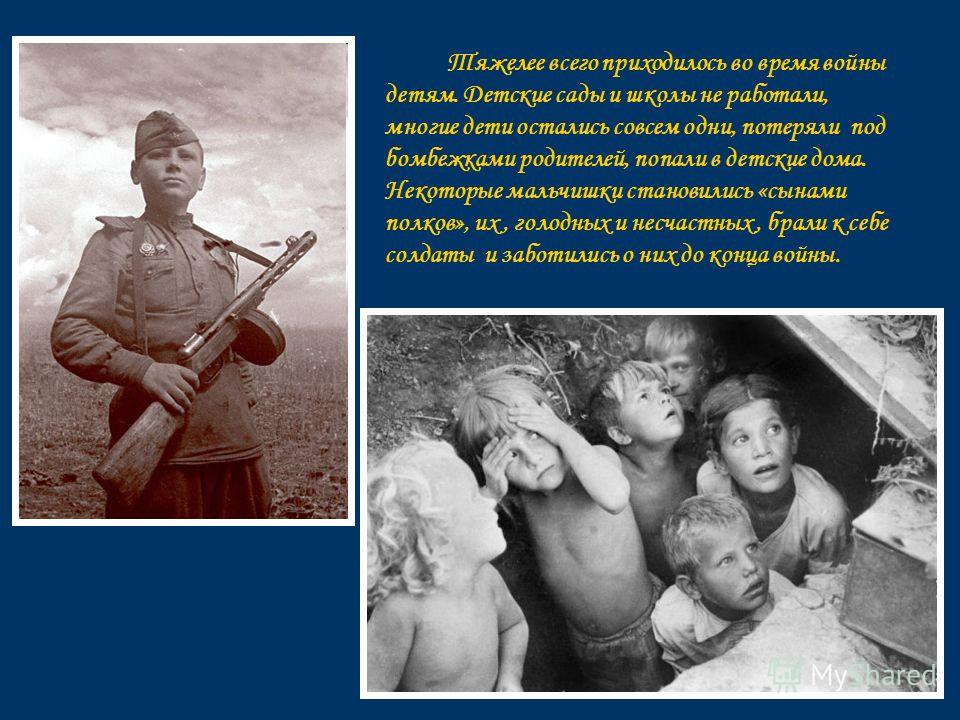 Тяжелее всего приходилось во время войны
детям. Детские сады и школы не работали,
многие дети остались совсем одни, потеряли под
бомбежками родителей, попали в детские дома.
Некоторые мальчишки становились «сынами
полков», их , голодных и несчастных , брали к себе
солдаты и заботились о них до конца войны.
MyShared